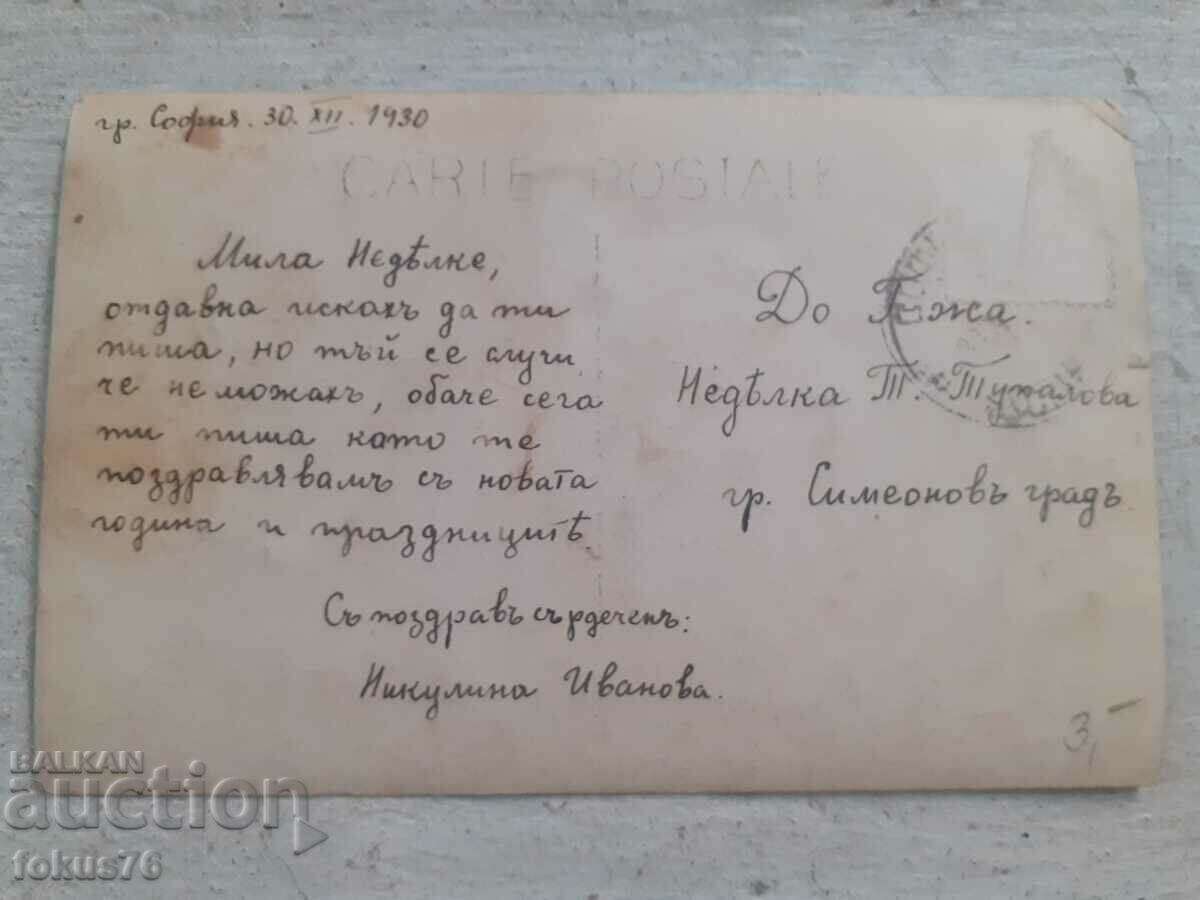 гр. София. 30. XII. 1930
CARTE POSTALE
Мила Недѣлке,
отдавна искахъ да ти
пиша, но тъй се случи
че не можахъ, обаче сега
ти пиша като те
поздравлявамъ съ новата
година и праздницитѣ.
Съ поздравъ сърдеченъ:
Никулина Иванова.
До Г-жа.
Недѣлка Т. Тупалова
гр. Симеоновъ градъ.
3,-
BALKAN
auction
fokus76